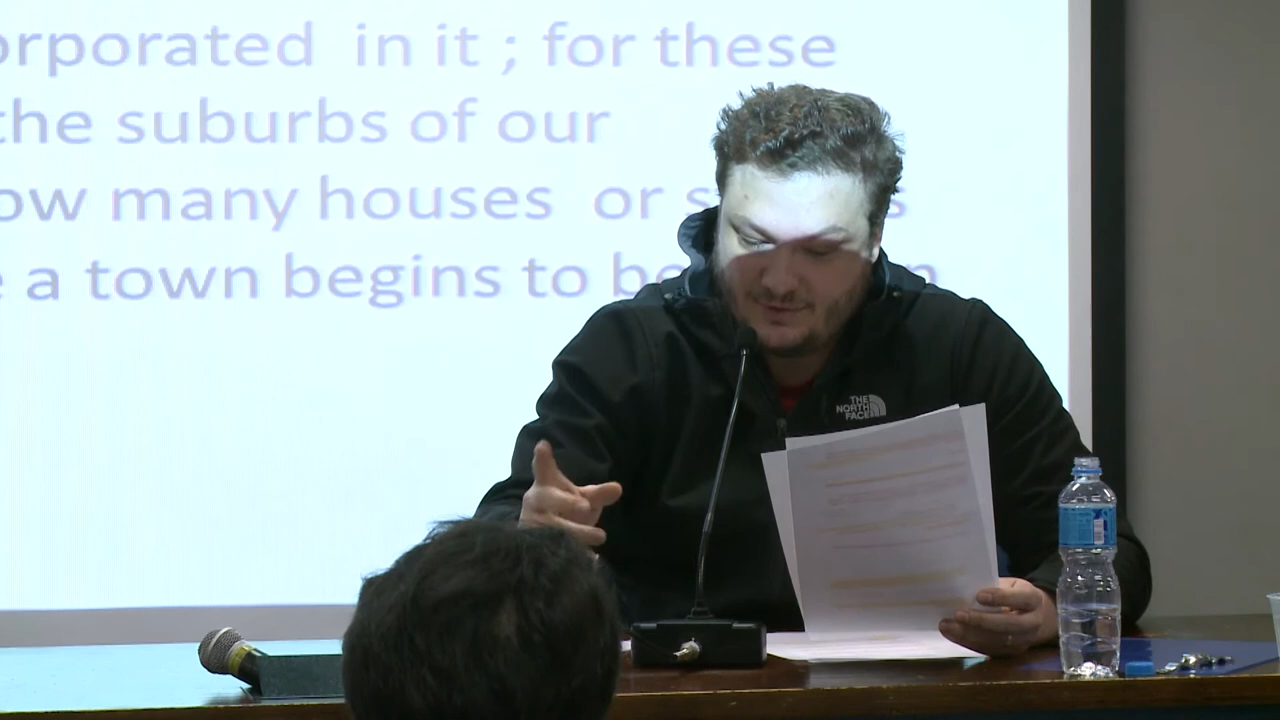 orporated in it ; for these
the suburbs of our
ow many houses or s
e a town begins to be
THE
NORTH
FACE